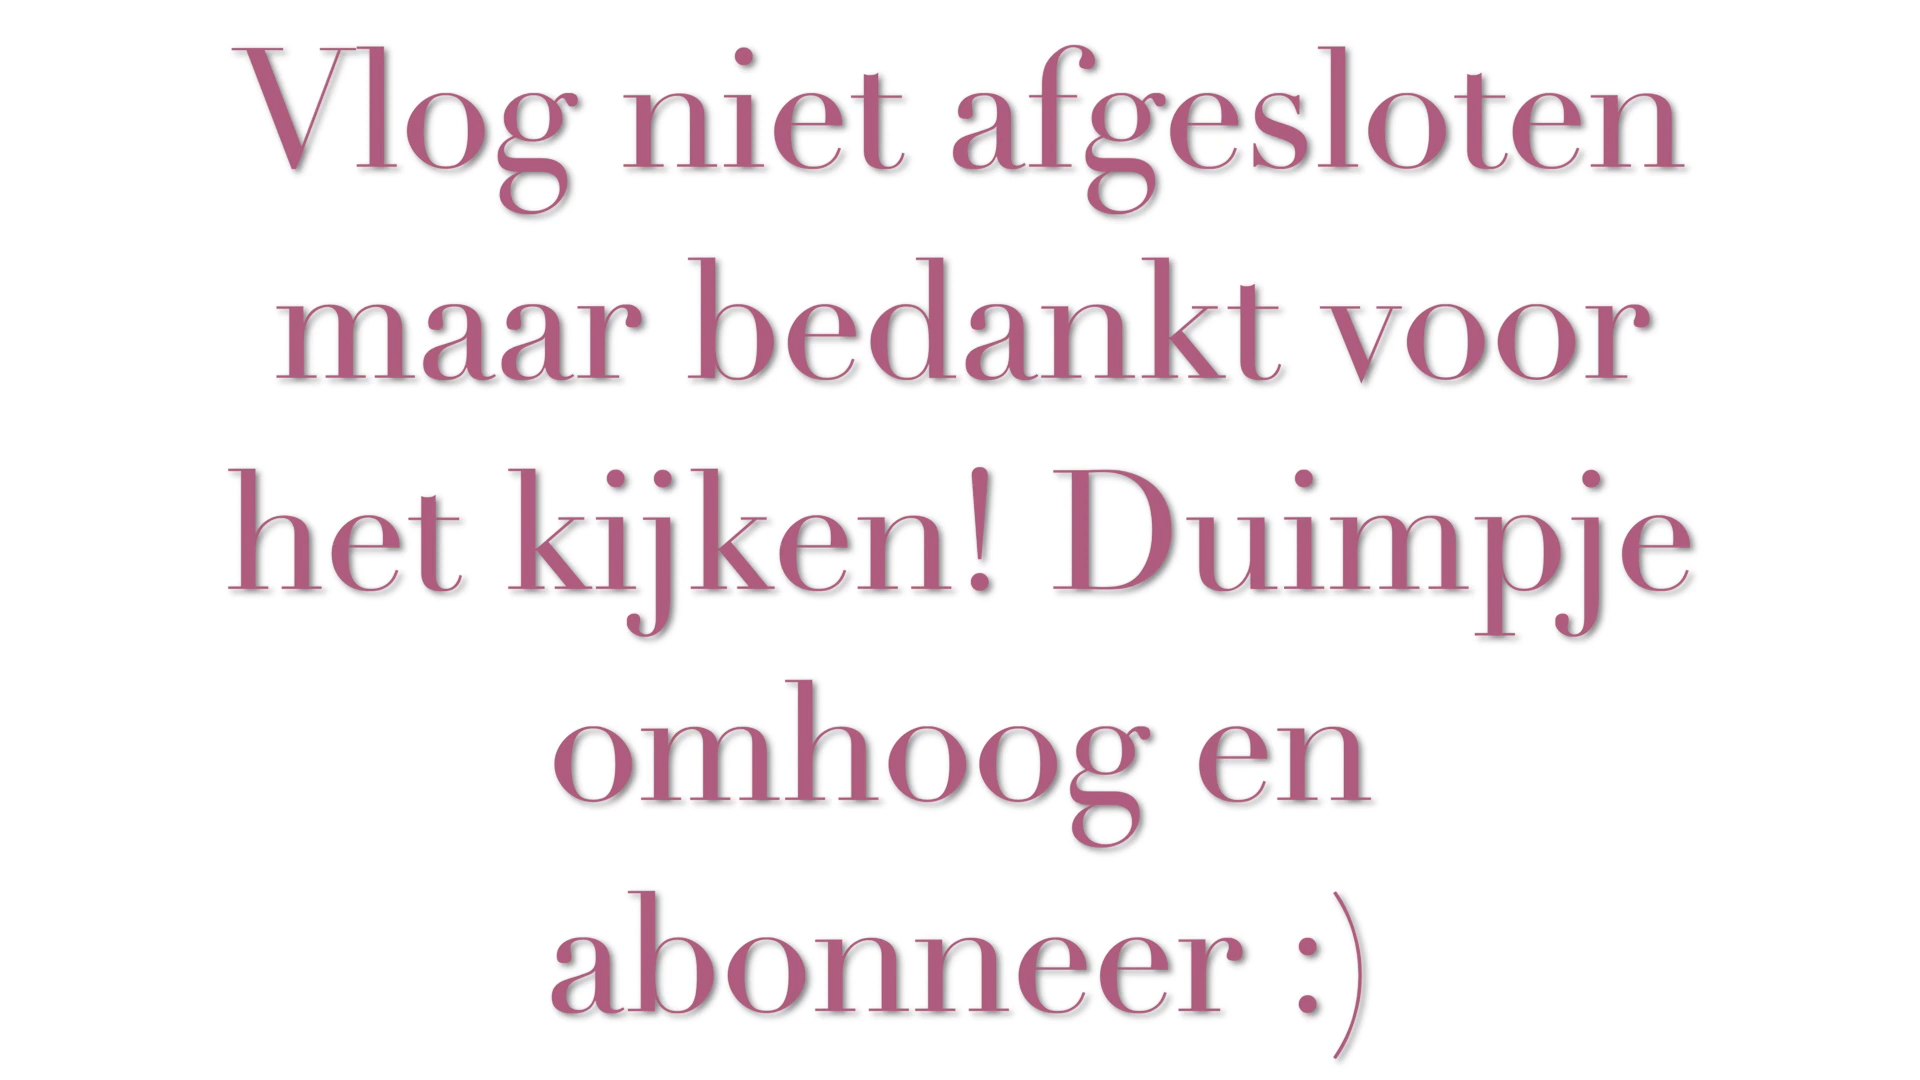 Vlog niet afgesloten
maar bedankt voor
het kijken! Duimpje
omhoog en
abonneer :)